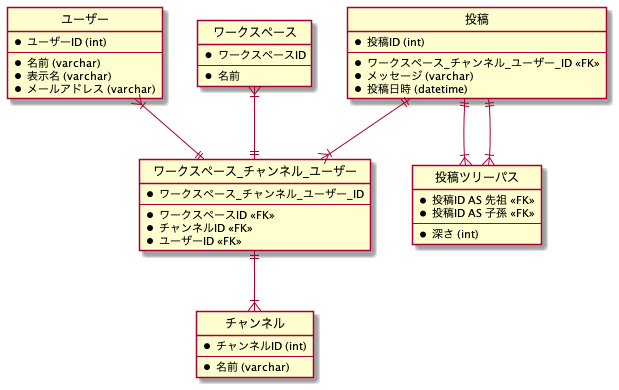 ユーザー
● ユーザーID (int)
● 名前 (varchar)
● 表示名 (varchar)
● メールアドレス (varchar)
ワークスペース
● ワークスペースID
● 名前
投稿
● 投稿ID (int)
● ワークスペース_チャンネル_ユーザー_ID «FK»
● メッセージ (varchar)
● 投稿日時 (datetime)
ワークスペース_チャンネル_ユーザー
● ワークスペース_チャンネル_ユーザー_ID
● ワークスペースID «FK»
● チャンネルID «FK»
● ユーザーID «FK»
投稿ツリーパス
● 投稿ID AS 先祖 «FK»
● 投稿ID AS 子孫 «FK»
● 深さ (int)
チャンネル
● チャンネルID (int)
● 名前 (varchar)